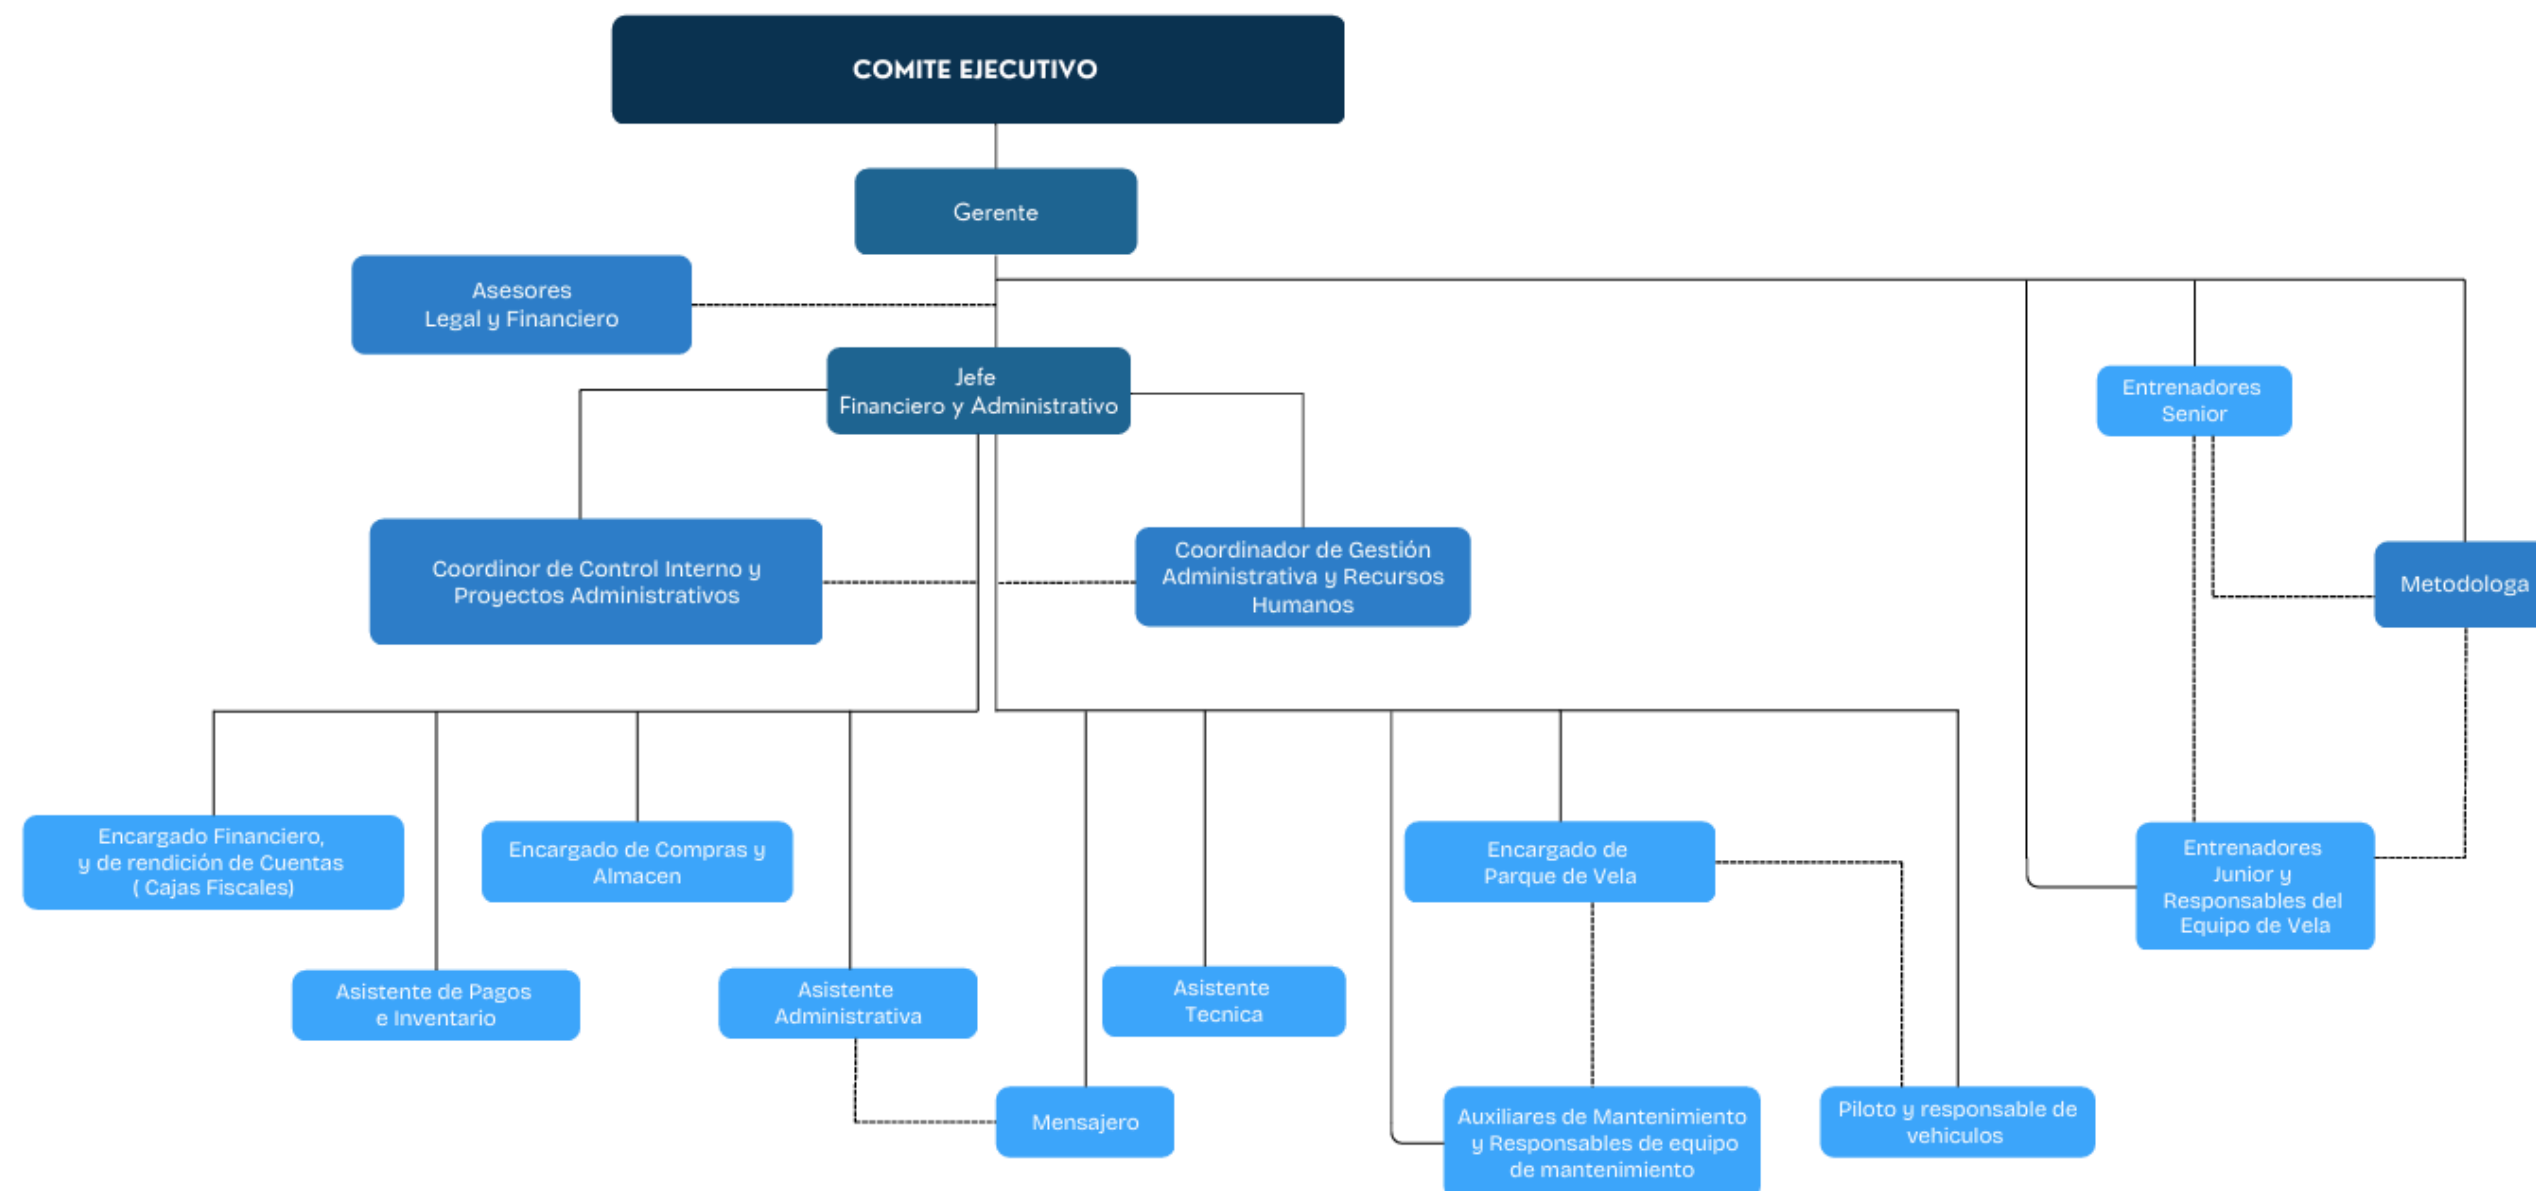 COMITE EJECUTIVO
Gerente
Asesores
Legal y Financiero
Jefe
Financiero y Administrativo
Entrenadores
Senior
Coordinor de Control Interno y
Proyectos Administrativos
Coordinador de Gestión
Administrativa y Recursos
Humanos
Metodologa
Encargado Financiero,
y de rendición de Cuentas
( Cajas Fiscales)
Encargado de Compras y
Almacen
Encargado de
Parque de Vela
Entrenadores
Junior y
Responsables del
Equipo de Vela
Asistente de Pagos
e Inventario
Asistente
Administrativa
Asistente
Tecnica
Mensajero
Auxiliares de Mantenimiento
y Responsables de equipo
de mantenimiento
Piloto y responsable de
vehiculos